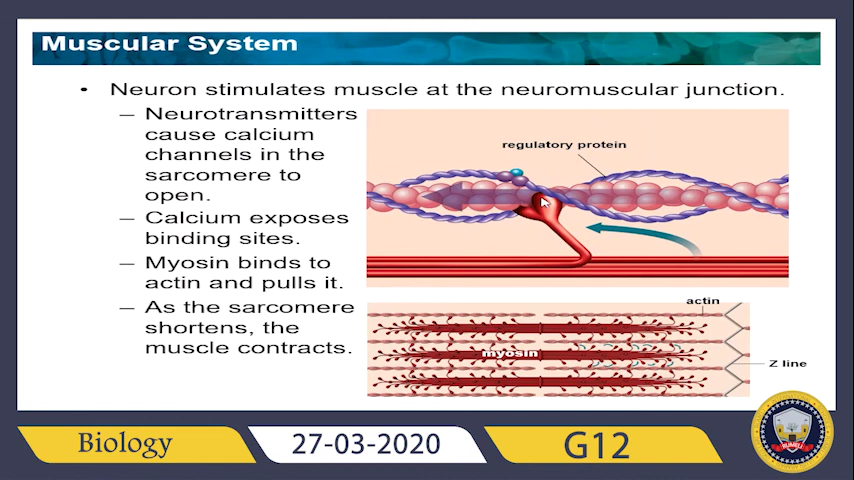 Muscular System
• Neuron stimulates muscle at the neuromuscular junction.
– Neurotransmitters
cause calcium
channels in the
sarcomere to
open.
– Calcium exposes
binding sites.
– Myosin binds to
actin and pulls it.
– As the sarcomere
shortens, the
muscle contracts.
regulatory protein
actin
myosin
Z line
Biology
27-03-2020
G12